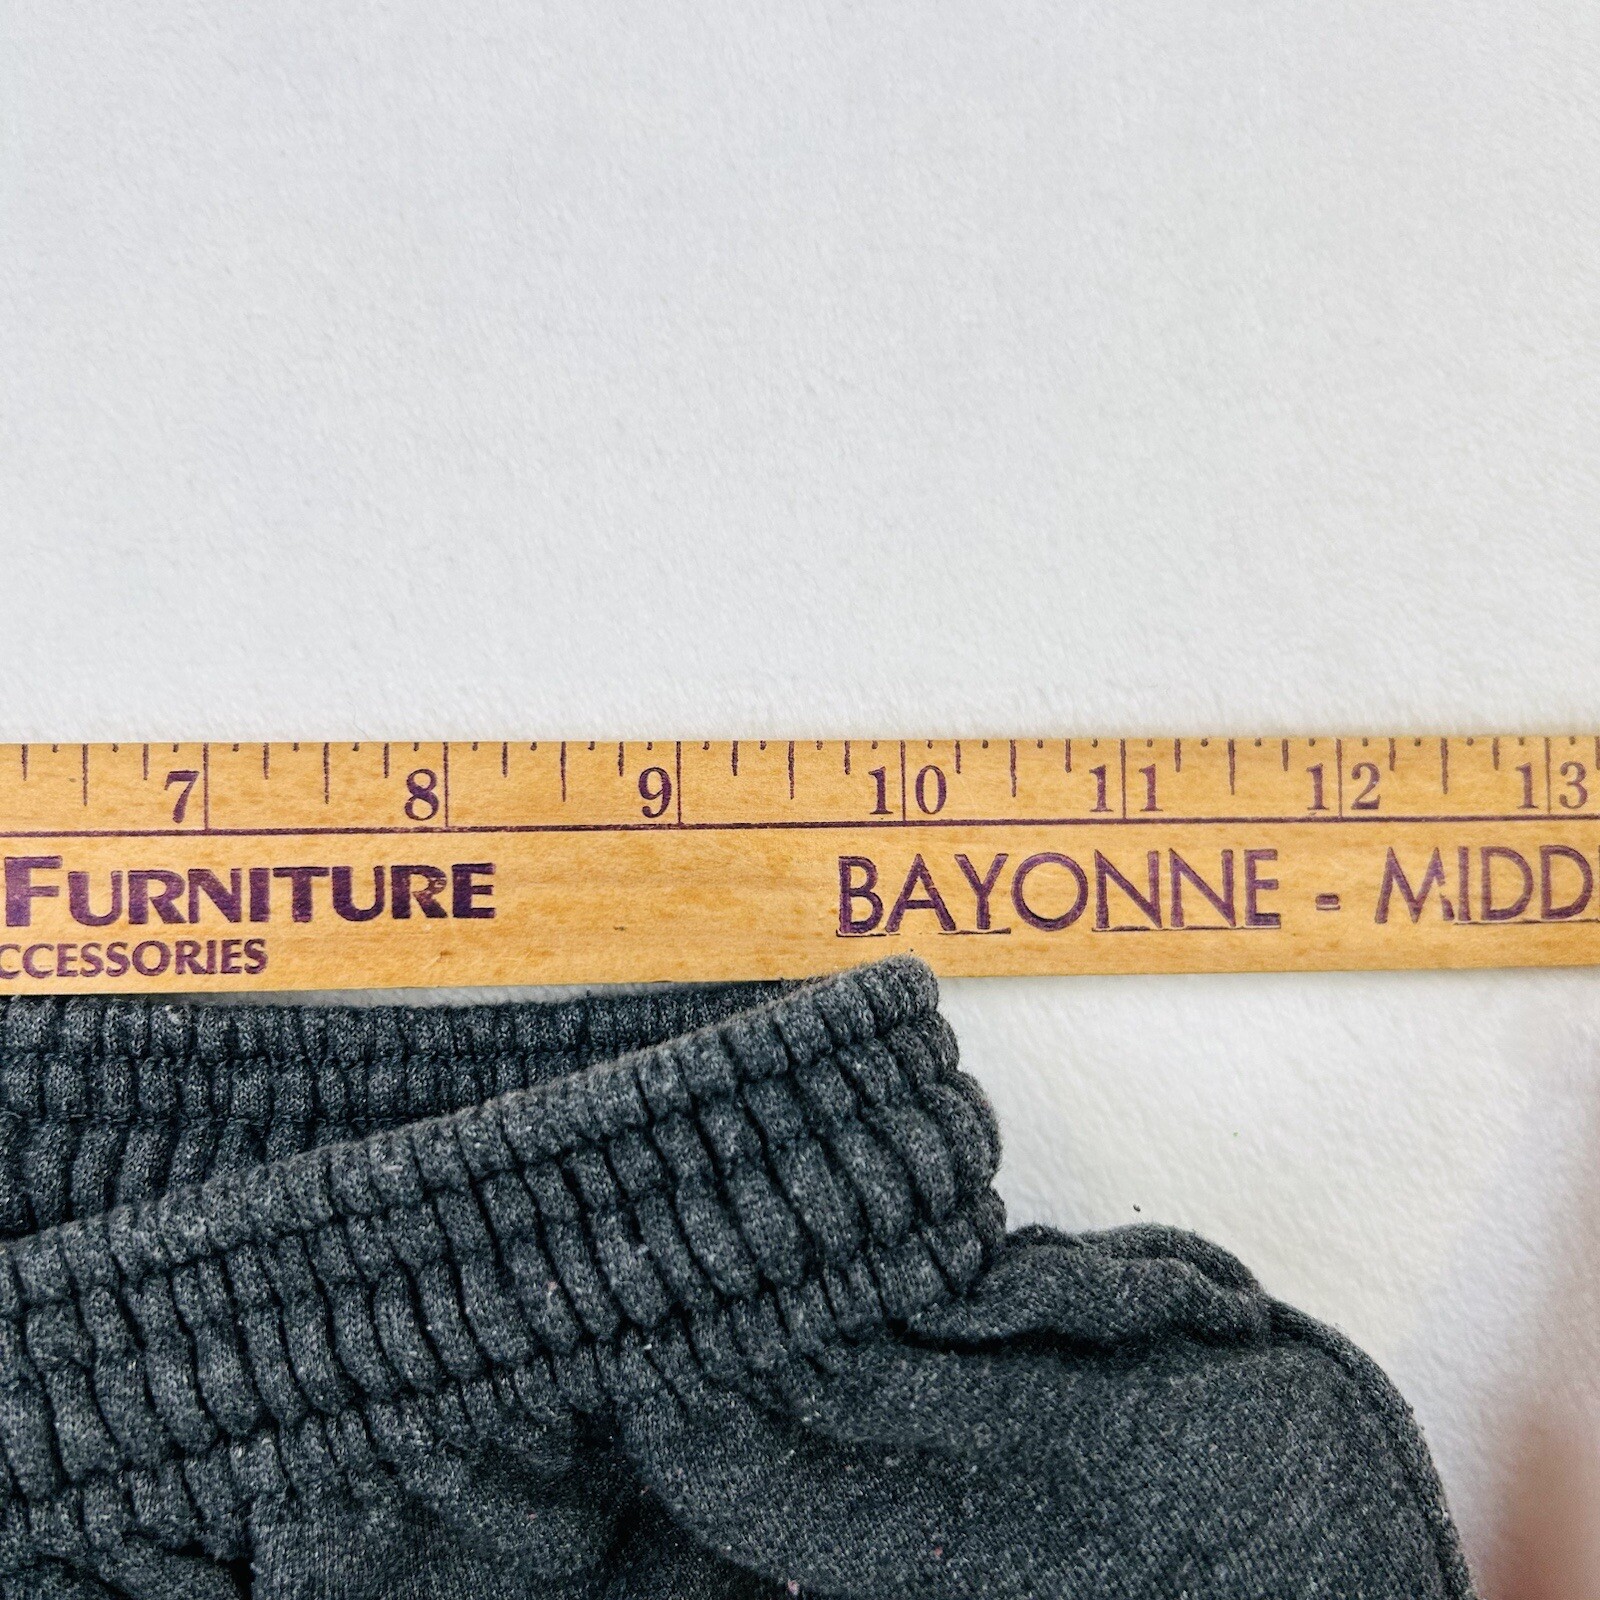 7 8 9 10 11 12 13
FURNITURE BAYONNE - MIDD
CCESSORIES